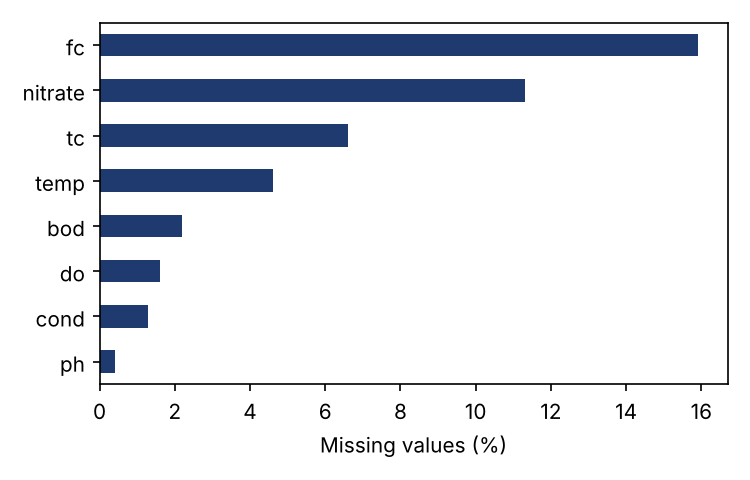 fc
nitrate
tc
temp
bod
do
cond
ph
0 2 4 6 8 10 12 14 16
Missing values (%)